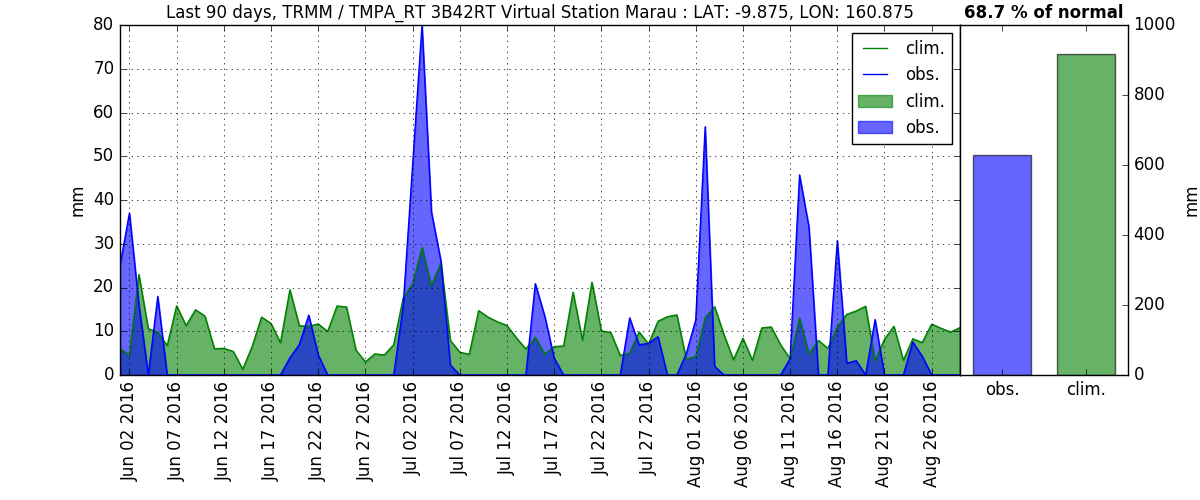 Last 90 days, TRMM / TMPA_RT 3B42RT Virtual Station Marau : LAT: -9.875, LON: 160.875
68.7 % of normal
80
70
60
50
40
30
20
10
0
mm
clim.
obs.
clim.
obs.
Jun 02 2016
Jun 07 2016
Jun 12 2016
Jun 17 2016
Jun 22 2016
Jun 27 2016
Jul 02 2016
Jul 07 2016
Jul 12 2016
Jul 17 2016
Jul 22 2016
Jul 27 2016
Aug 01 2016
Aug 06 2016
Aug 11 2016
Aug 16 2016
Aug 21 2016
Aug 26 2016
obs.
clim.
1000
800
600
400
200
0
mm